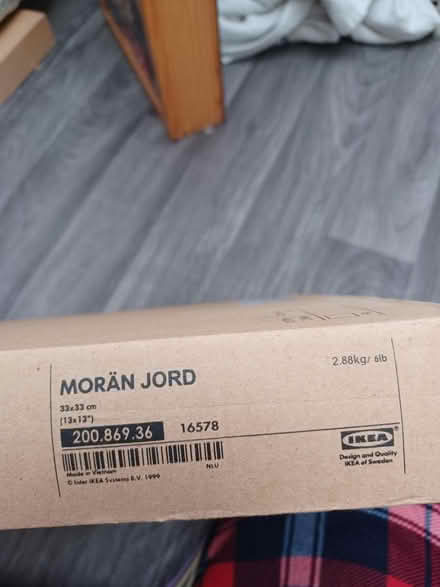 MORÄN JORD
2.88kg/ 6lb
33x33 cm
(13x13")
200.869.36 16578
NLU
Made in Vietnam
© Inter IKEA Systems B.V. 1999
IKEA
Design and Quality
IKEA of Sweden